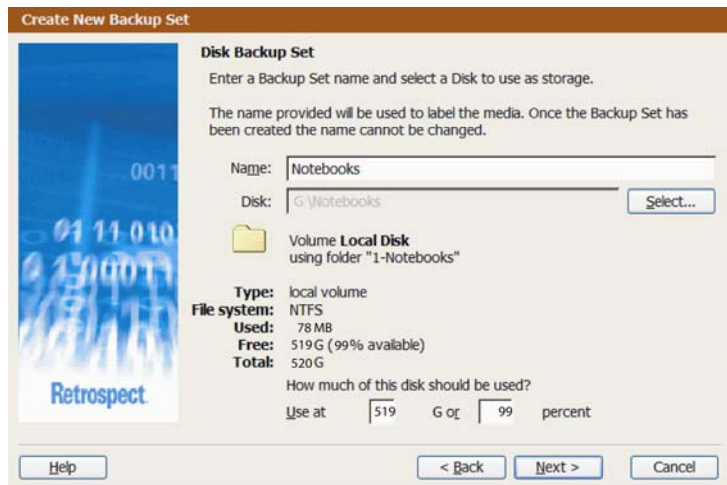 Create New Backup Set
Disk Backup Set
Enter a Backup Set name and select a Disk to use as storage.
The name provided will be used to label the media. Once the Backup Set has
been created the name cannot be changed.
Name: Notebooks
Disk: G:\Notebooks Select...
Volume Local Disk
using folder "1-Notebooks"
Type: local volume
File system: NTFS
Used: 78 MB
Free: 519 G (99% available)
Total: 520 G
How much of this disk should be used?
Use at 519 G or 99 percent
0011
01 11 010
Retrospect
Help < Back Next > Cancel